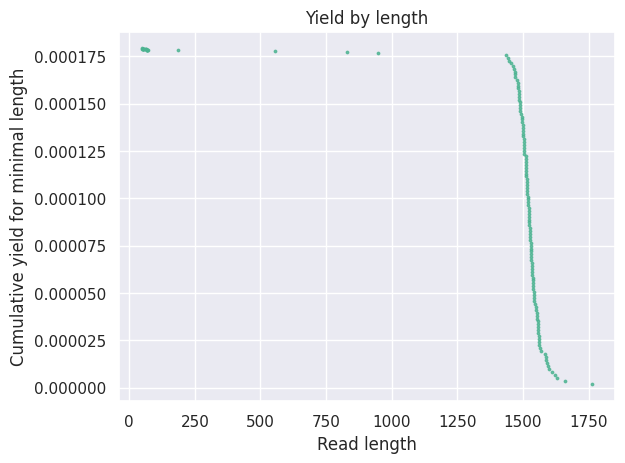 Yield by length
Cumulative yield for minimal length
0.000175
0.000150
0.000125
0.000100
0.000075
0.000050
0.000025
0.000000
0 250 500 750 1000 1250 1500 1750
Read length